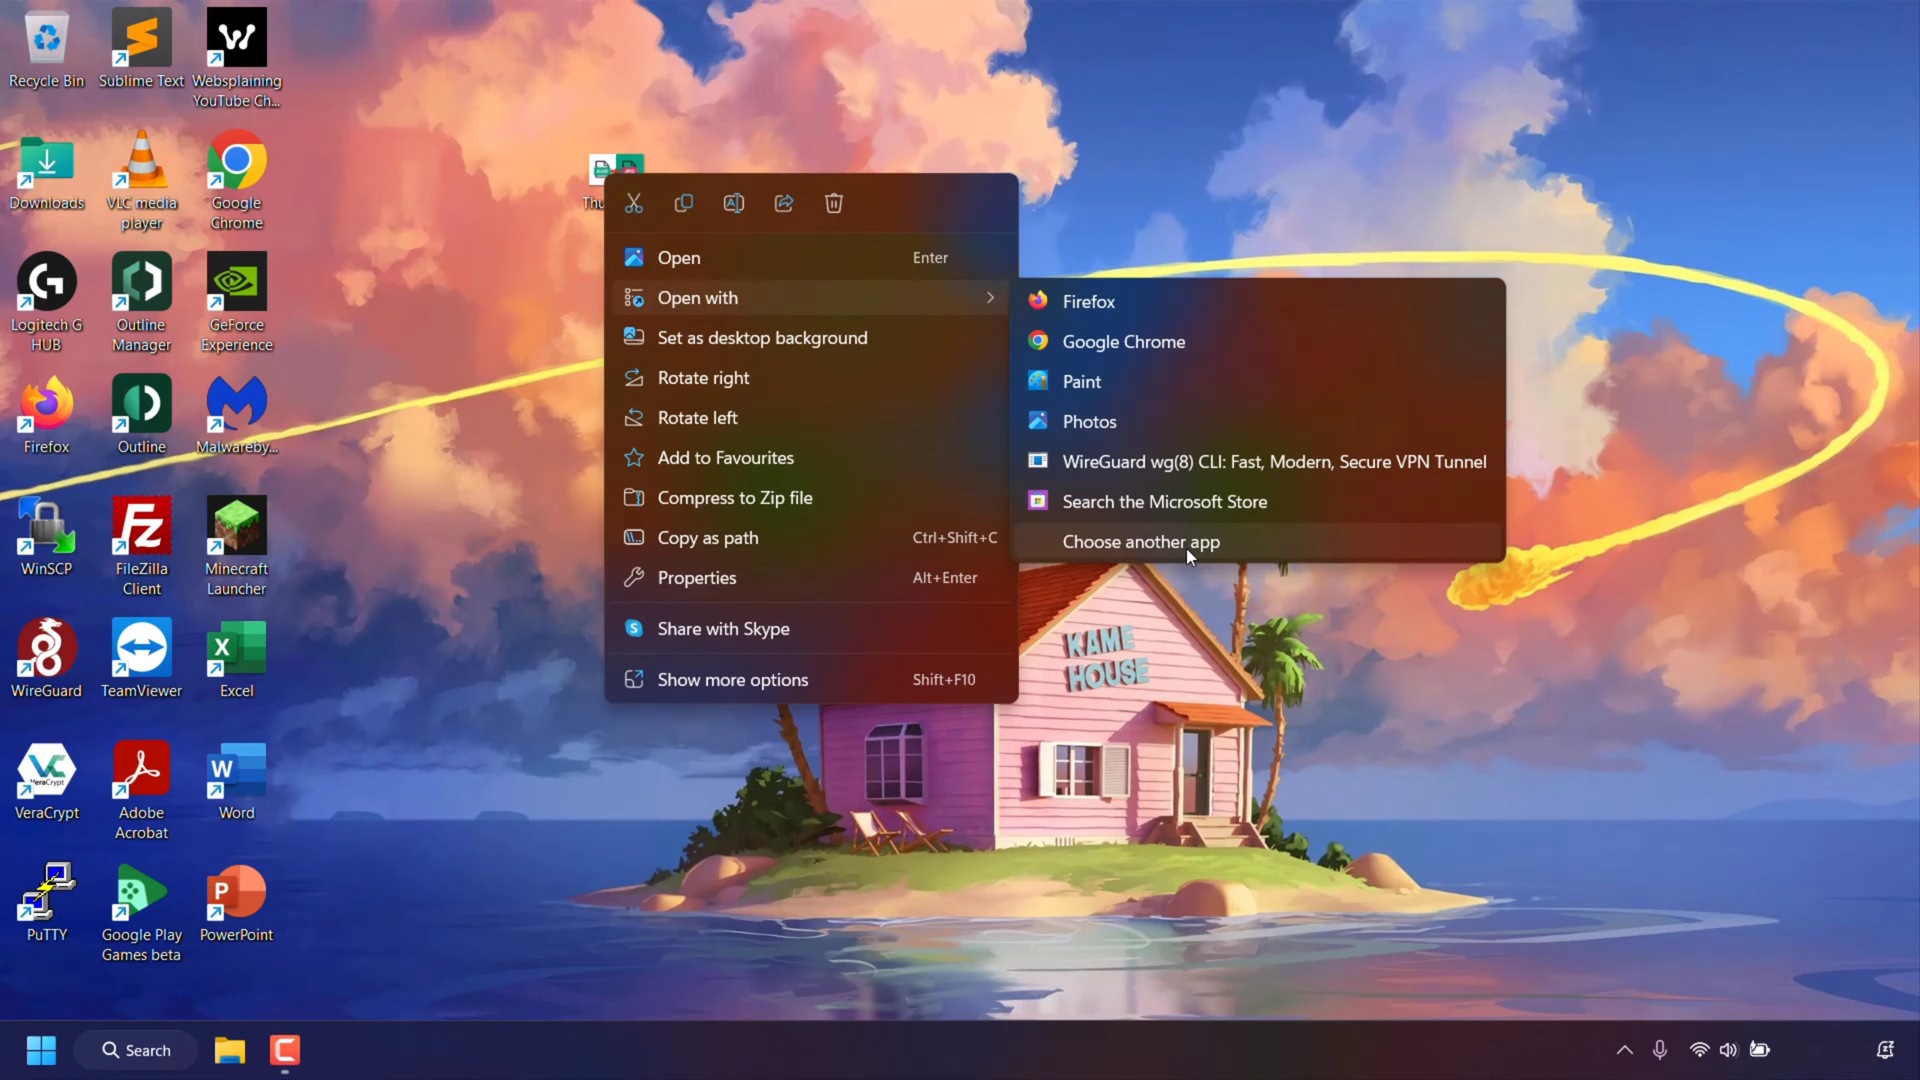 Recycle Bin
Sublime Text
Websplaining
YouTube Ch...
Downloads
VLC media
player
Google
Chrome
Logitech G
HUB
Outline
Manager
GeForce
Experience
Firefox
Outline
Malwareby...
WinSCP
FileZilla
Client
Minecraft
Launcher
WireGuard
TeamViewer
Excel
VeraCrypt
VeraCrypt
Adobe
Acrobat
Word
PuTTY
Google Play
Games beta
PowerPoint
Thu
Open Enter
Open with
Set as desktop background
Rotate right
Rotate left
Add to Favourites
Compress to Zip file
Copy as path Ctrl+Shift+C
Properties Alt+Enter
Share with Skype
Show more options Shift+F10
Firefox
Google Chrome
Paint
Photos
WireGuard wg(8) CLI: Fast, Modern, Secure VPN Tunnel
Search the Microsoft Store
Choose another app
KAME
HOUSE
Search